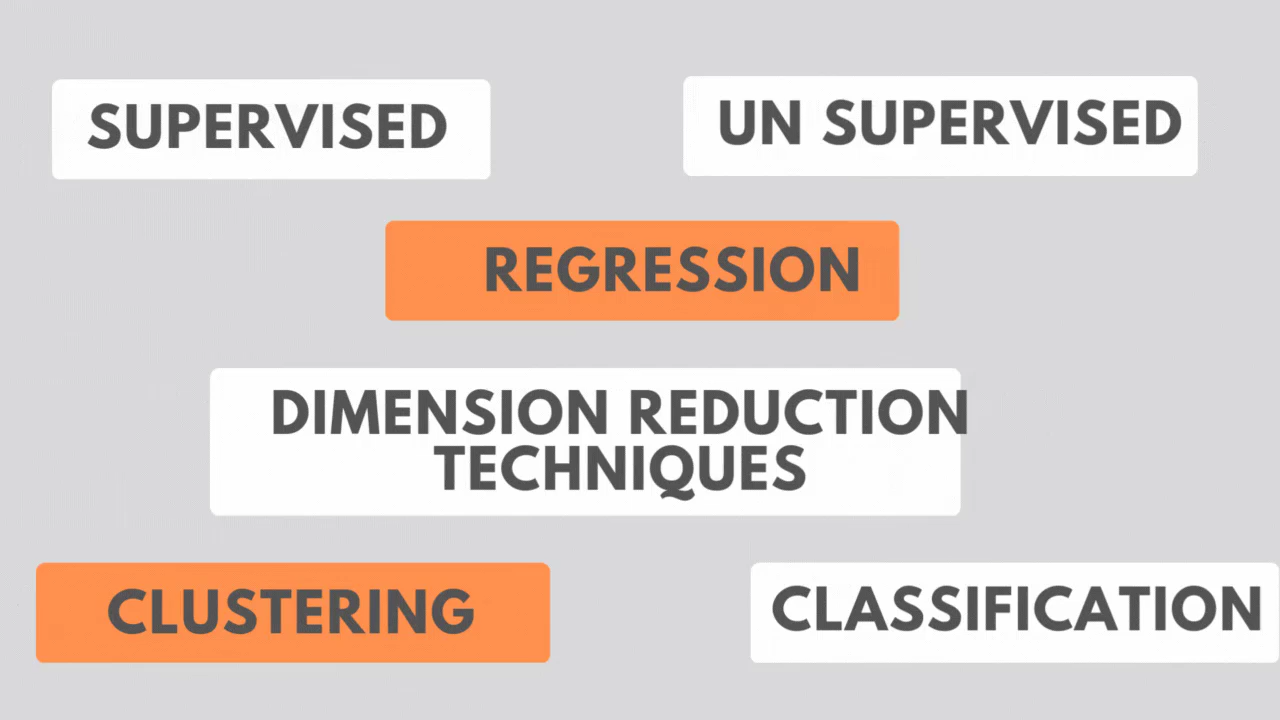 SUPERVISED
UN SUPERVISED
REGRESSION
DIMENSION REDUCTION
TECHNIQUES
CLUSTERING
CLASSIFICATION